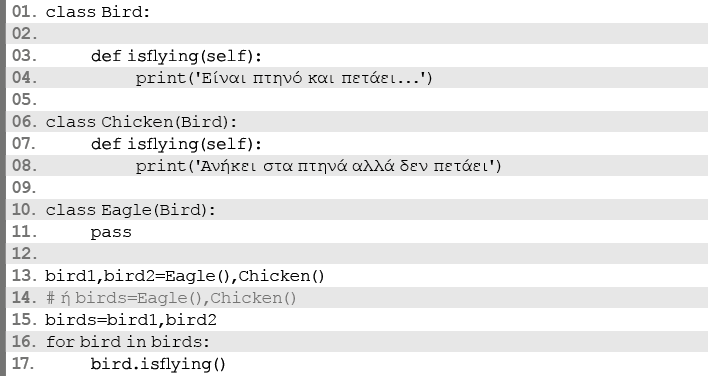 01. class Bird:
02.
03.     def isflying(self):
04.         print('Είναι πτηνό και πετάει...')
05.
06. class Chicken(Bird):
07.     def isflying(self):
08.         print('Ανήκει στα πτηνά αλλά δεν πετάει')
09.
10. class Eagle(Bird):
11.     pass
12.
13. bird1,bird2=Eagle(),Chicken()
14. # ή birds=Eagle(),Chicken()
15. birds=bird1,bird2
16. for bird in birds:
17.     bird.isflying()